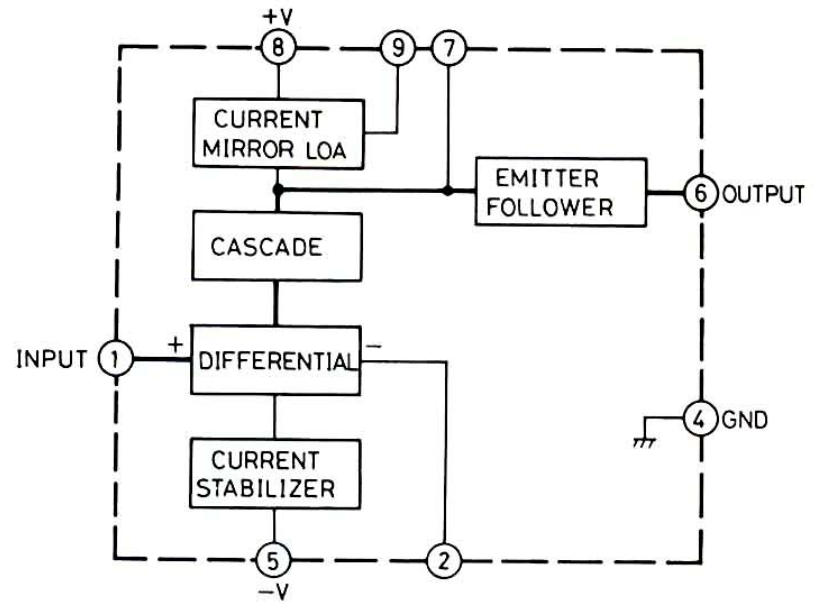 +V
8
9
7
CURRENT
MIRROR LOA
EMITTER
FOLLOWER
6 OUTPUT
CASCADE
INPUT 1
+
DIFFERENTIAL
−
4 GND
CURRENT
STABILIZER
5
−V
2